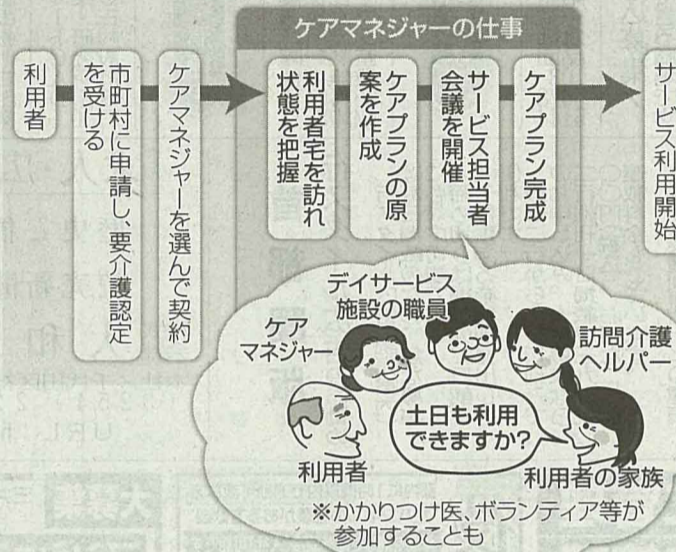 ケアマネジャーの仕事
利用者
市町村に申請し、要介護認定
を受ける
ケアマネジャーを選んで契約
利用者宅を訪れ
状態を把握
ケアプランの原
案を作成
サービス担当者
会議を開催
ケアプラン完成
サービス利用開始
デイサービス
施設の職員
ケア
マネジャー
訪問介護
ヘルパー
土日も利用
できますか?
利用者
利用者の家族
※かかりつけ医、ボランティア等が
参加することも